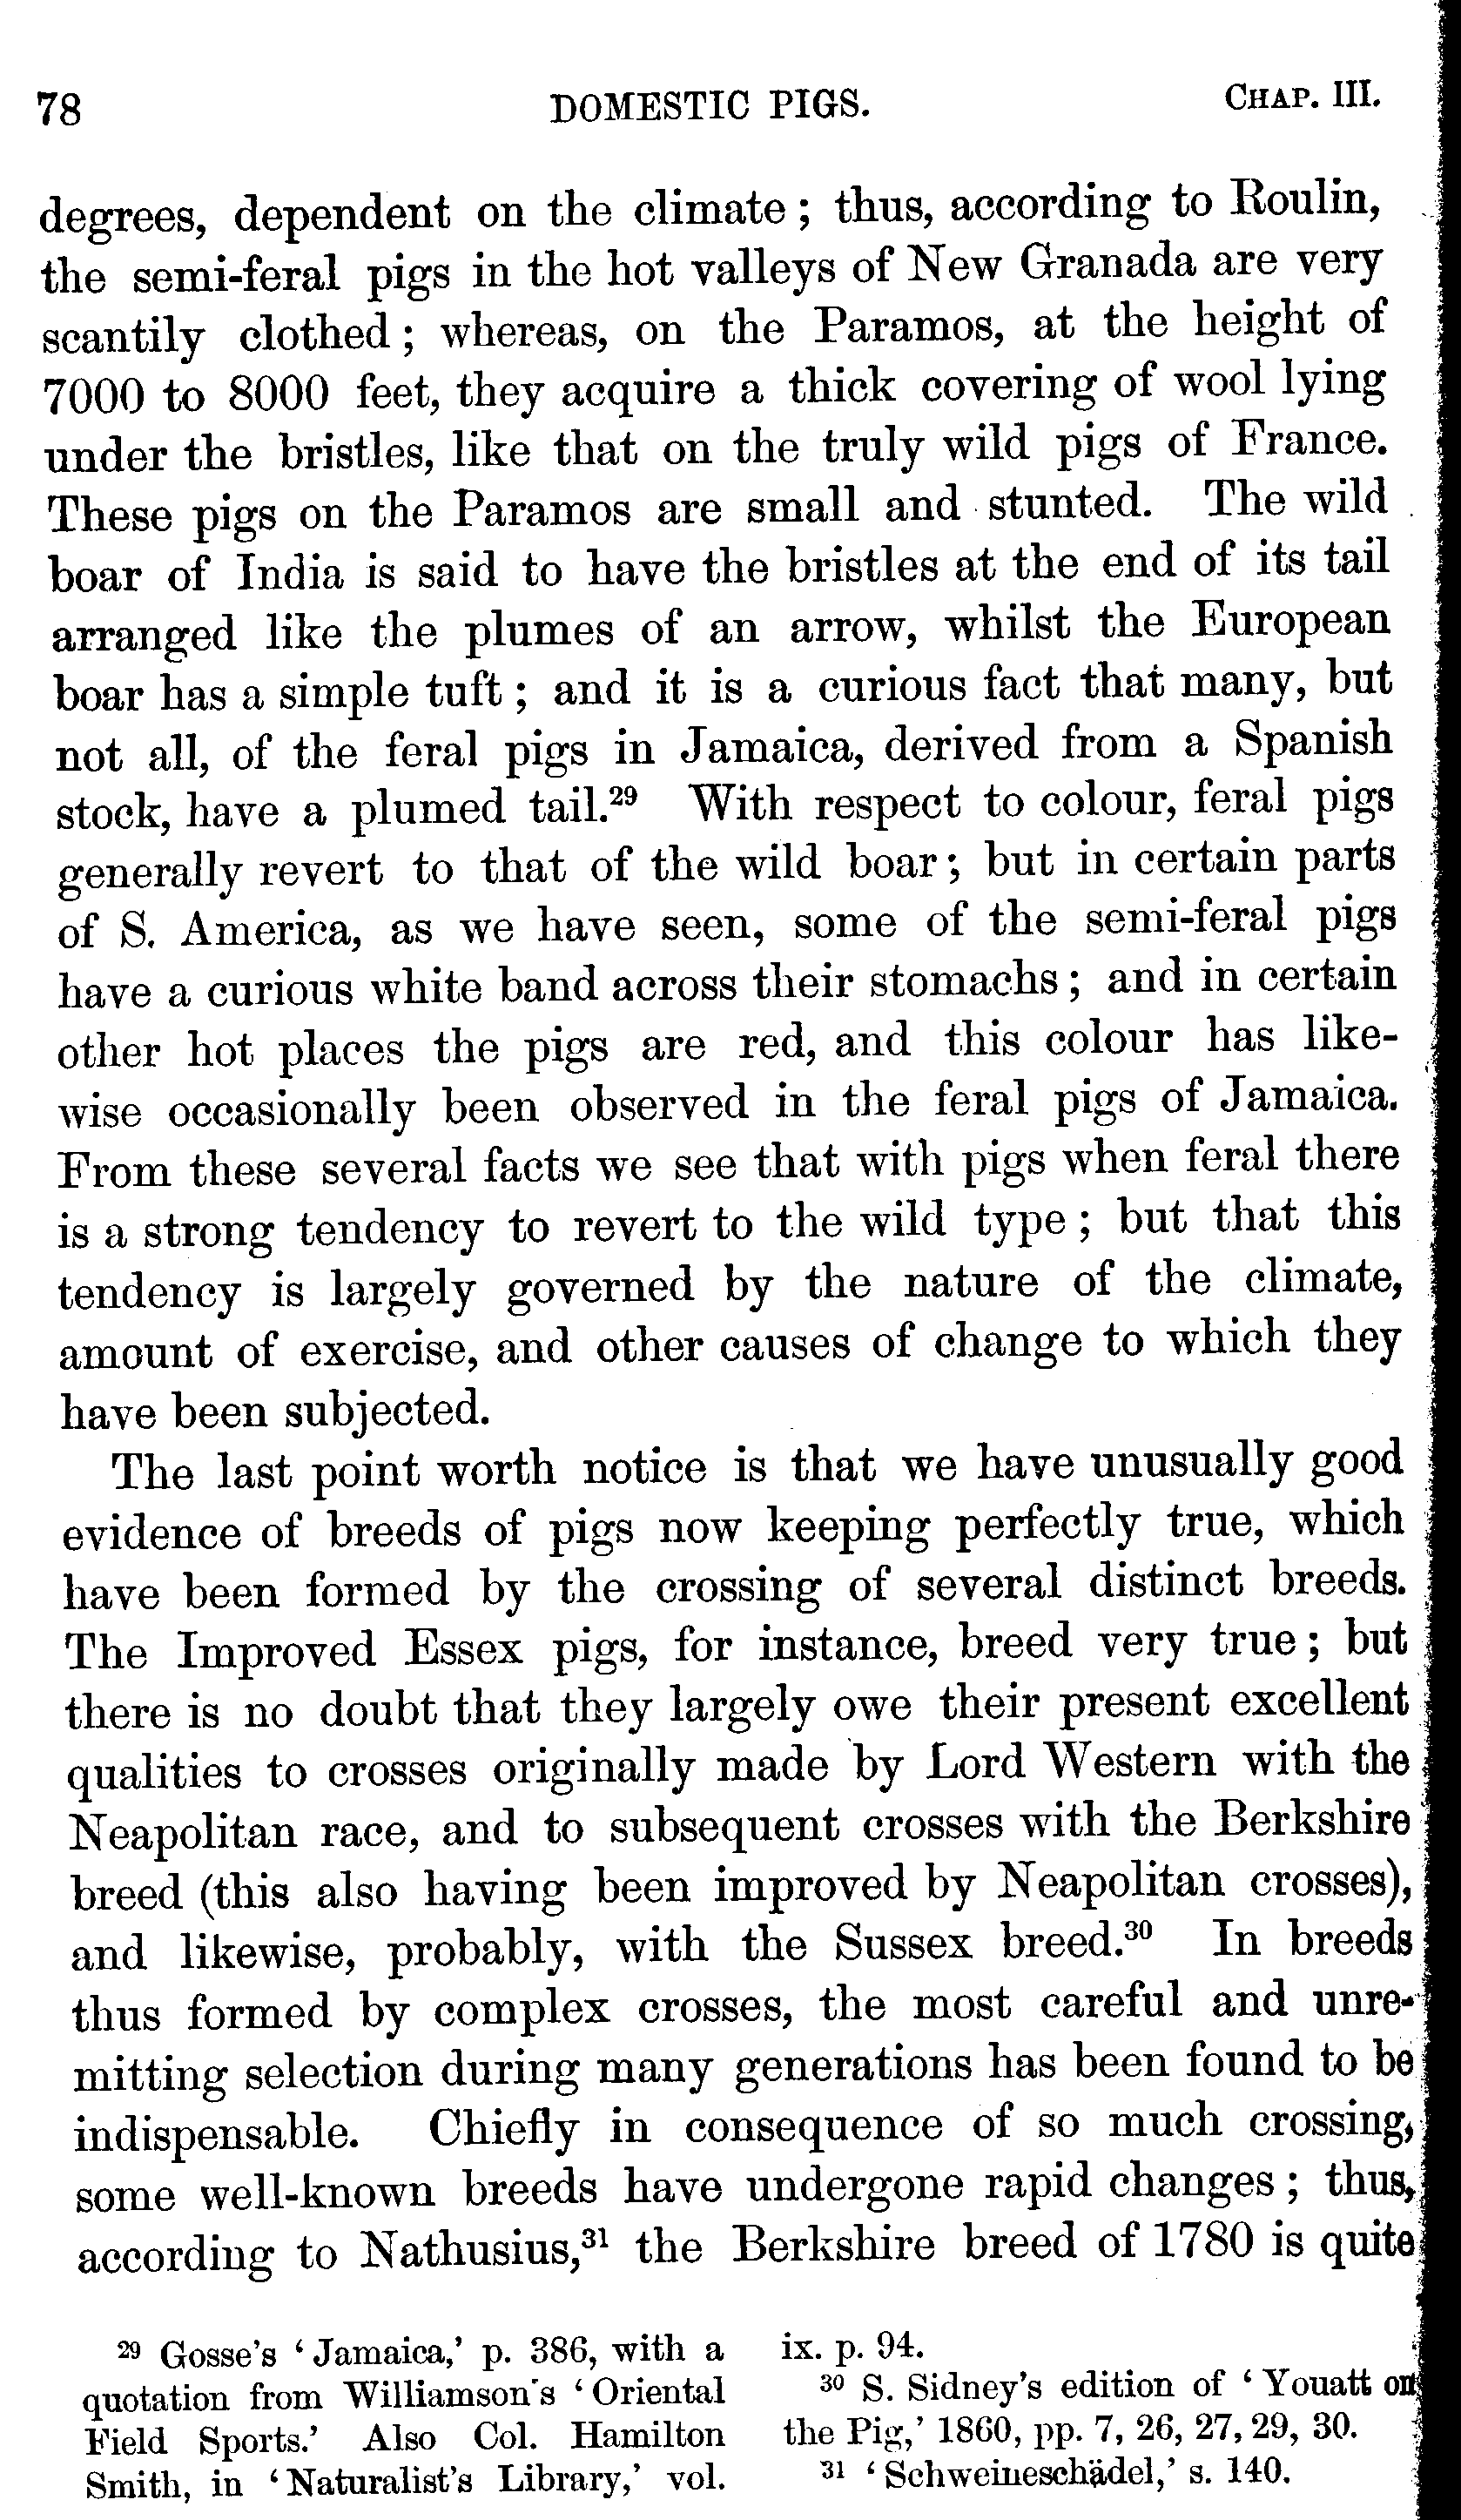 78 DOMESTIC PIGS. CHAP. III.
degrees, dependent on the climate; thus, according to Roulin,
the semi-feral pigs in the hot valleys of New Granada are very
scantily clothed; whereas, on the Paramos, at the height of
7000 to 8000 feet, they acquire a thick covering of wool lying
under the bristles, like that on the truly wild pigs of France.
These pigs on the Paramos are small and stunted. The wild
boar of India is said to have the bristles at the end of its tail
arranged like the plumes of an arrow, whilst the European
boar has a simple tuft; and it is a curious fact that many, but
not all, of the feral pigs in Jamaica, derived from a Spanish
stock, have a plumed tail.²⁹ With respect to colour, feral pigs
generally revert to that of the wild boar; but in certain parts
of S. America, as we have seen, some of the semi-feral pigs
have a curious white band across their stomachs; and in certain
other hot places the pigs are red, and this colour has like-
wise occasionally been observed in the feral pigs of Jamaica.
From these several facts we see that with pigs when feral there
is a strong tendency to revert to the wild type; but that this
tendency is largely governed by the nature of the climate,
amount of exercise, and other causes of change to which they
have been subjected.
The last point worth notice is that we have unusually good
evidence of breeds of pigs now keeping perfectly true, which
have been formed by the crossing of several distinct breeds.
The Improved Essex pigs, for instance, breed very true; but
there is no doubt that they largely owe their present excellent
qualities to crosses originally made by Lord Western with the
Neapolitan race, and to subsequent crosses with the Berkshire
breed (this also having been improved by Neapolitan crosses),
and likewise, probably, with the Sussex breed.³⁰ In breeds
thus formed by complex crosses, the most careful and unre-
mitting selection during many generations has been found to be
indispensable. Chiefly in consequence of so much crossing,
some well-known breeds have undergone rapid changes; thus,
according to Nathusius,³¹ the Berkshire breed of 1780 is quite
²⁹ Gosse's 'Jamaica,' p. 386, with a
quotation from Williamson's 'Oriental
Field Sports.' Also Col. Hamilton
Smith, in 'Naturalist's Library,' vol.
ix. p. 94.
³⁰ S. Sidney's edition of 'Youatt on
the Pig,' 1860, pp. 7, 26, 27, 29, 30.
³¹ 'Schweineschädel,' s. 140.